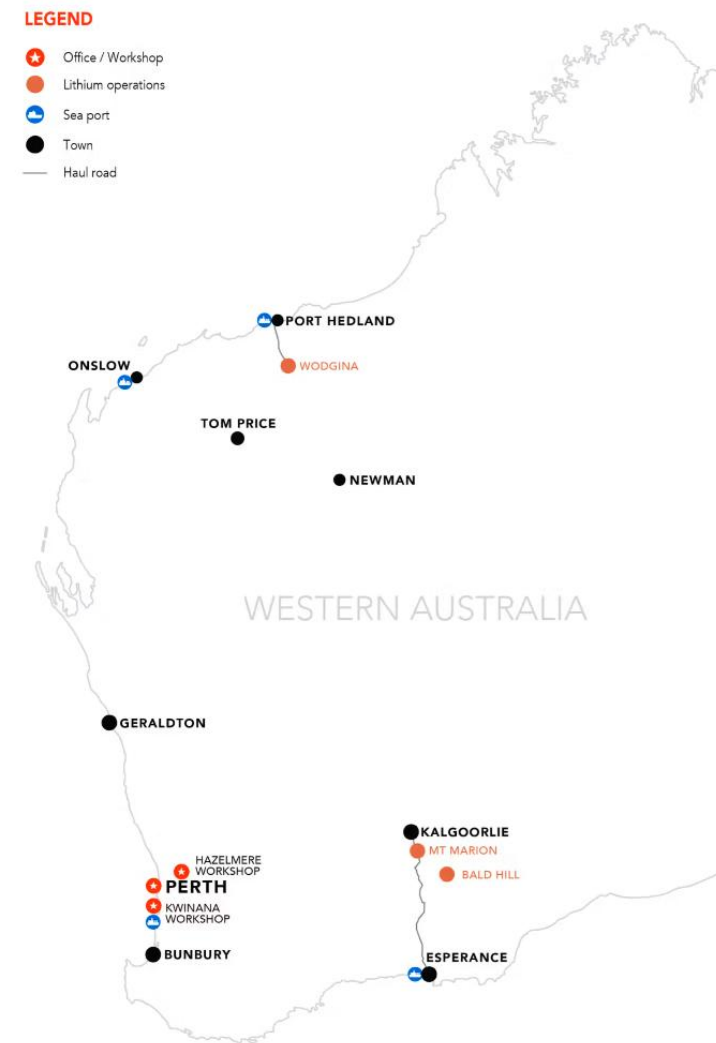 LEGEND
Office / Workshop
Lithium operations
Sea port
Town
Haul road
PORT HEDLAND
ONSLOW
WODGINA
TOM PRICE
NEWMAN
WESTERN AUSTRALIA
GERALDTON
KALGOORLIE
MT MARION
HAZELMERE
WORKSHOP
BALD HILL
PERTH
KWINANA
WORKSHOP
BUNBURY
ESPERANCE